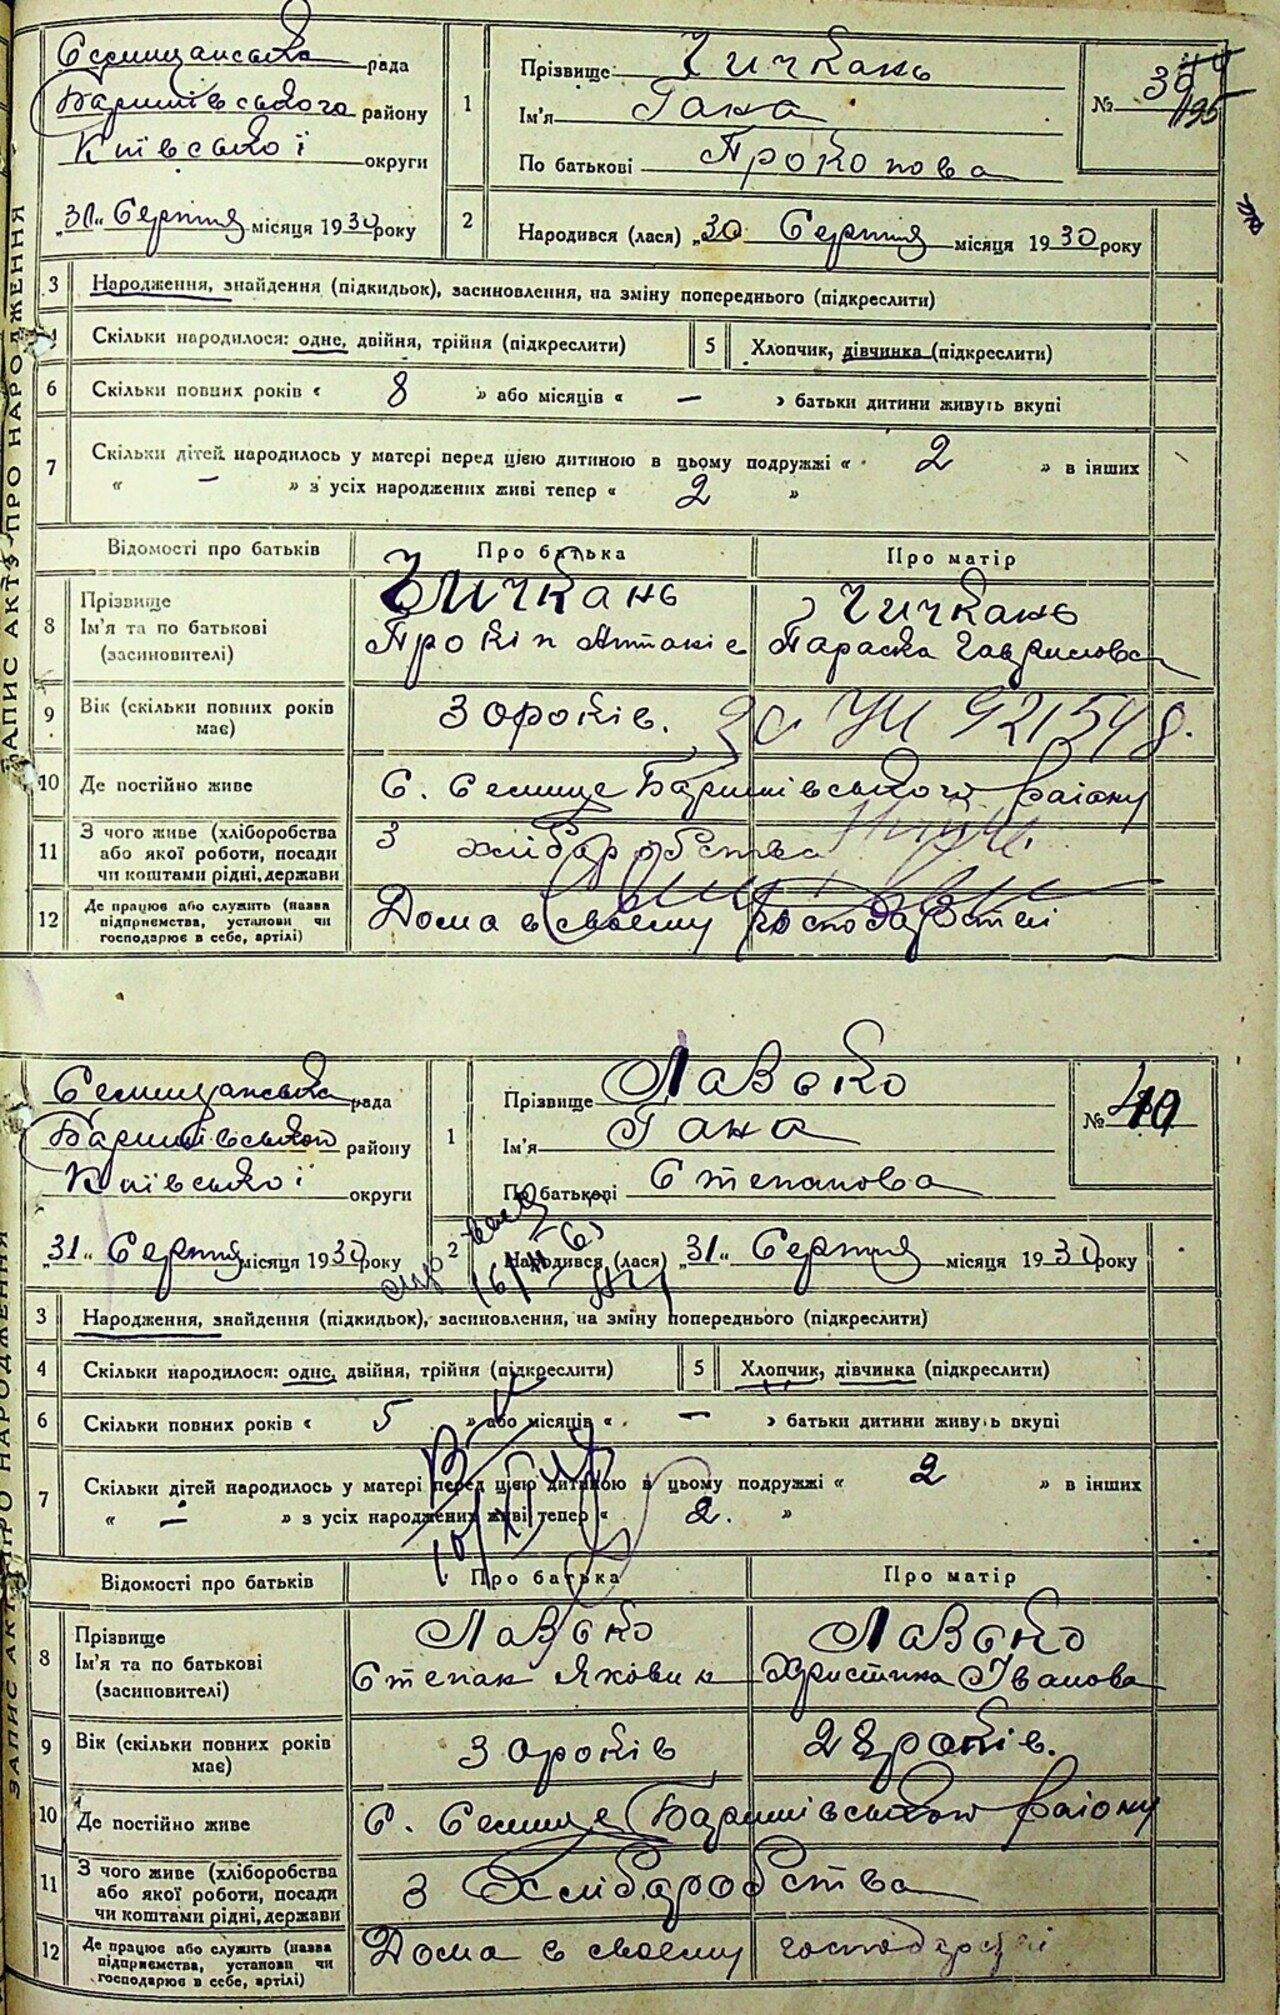 ЗАПИС АКТУ ПРО НАРОДЖЕННЯ
Селищанська рада
Баришівського району
Київської округи
„31“ Серпня місяця 1930 року
1
Прізвище Чичкань
Ім'я Гана
По батькові Прокопова
№ 39
2
Народився (лася) „30 Серпня місяця 1930 року
3 Народження, знайдення (підкидьок), засиновлення, на зміну попереднього (підкреслити)
4 Скільки народилося: одне, двійня, трійня (підкреслити) 5 Хлопчик, дівчинка (підкреслити)
6 Скільки повних років « 8 » або місяців « — » батьки дитини живуть вкупі
7 Скільки дітей народилось у матері перед цією дитиною в цьому подружжі « 2 » в інших
« — » з усіх народжених живі тепер « 2 »
Відомості про батьків Про батька Про матір
8 Прізвище
Ім'я та по батькові
(засиновителі)
Чичкань
Прокіп
Чичкань
Параска Гаврилова
9 Вік (скільки повних років має) 30 років. УЧ 921548.
10 Де постійно живе С. Селище Баришівського району
11 З чого живе (хліборобства
або якої роботи, посади
чи коштами рідні, держави
З хліборобства
12 Де працює або служить (назва
підприємства, установи чи
господарює в себе, артілі)
Дома в своєму господарстві
ЗАПИС АКТУ ПРО НАРОДЖЕННЯ
Селищанська рада
Баришівського району
Київської округи
„31“ Серпня місяця 1930 року
1
Прізвище Лавсько
Ім'я Гана
По батькові Степанова
№ 40
2
Народився (лася) „31“ Серпня місяця 1930 року
3 Народження, знайдення (підкидьок), засиновлення, на зміну попереднього (підкреслити)
4 Скільки народилося: одне, двійня, трійня (підкреслити) 5 Хлопчик, дівчинка (підкреслити)
6 Скільки повних років « 5 » або місяців « — » батьки дитини живуть вкупі
7 Скільки дітей народилось у матері перед цією дитиною в цьому подружжі « 2 » в інших
« — » з усіх народжених живі тепер « 2. »
Відомості про батьків Про батька Про матір
8 Прізвище
Ім'я та по батькові
(засиновителі)
Лавсько
Степан Якович
Лавсько
Христина Іванова
9 Вік (скільки повних років має) 30 років 28 років.
10 Де постійно живе С. Селище Баришівського району
11 З чого живе (хліборобства
або якої роботи, посади
чи коштами рідні, держави
З Хліборобства
12 Де працює або служить (назва
підприємства, установи чи
господарює в себе, артілі)
Дома в своєму господарстві